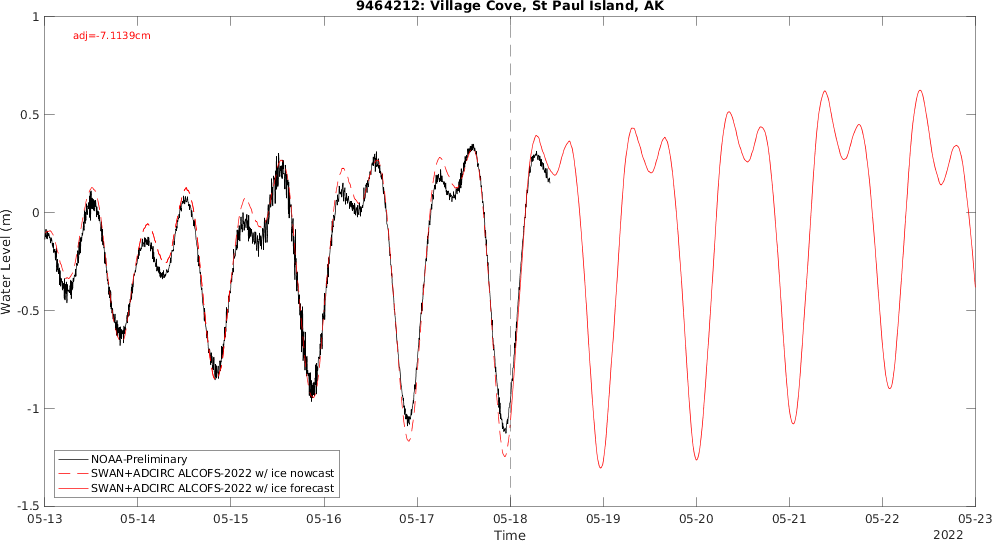 9464212: Village Cove, St Paul Island, AK
adj=-7.1139cm
1
0.5
0
-0.5
-1
-1.5
Water Level (m)
NOAA-Preliminary
SWAN+ADCIRC ALCOFS-2022 w/ ice nowcast
SWAN+ADCIRC ALCOFS-2022 w/ ice forecast
05-13 05-14 05-15 05-16 05-17 05-18 05-19 05-20 05-21 05-22 05-23
Time
2022